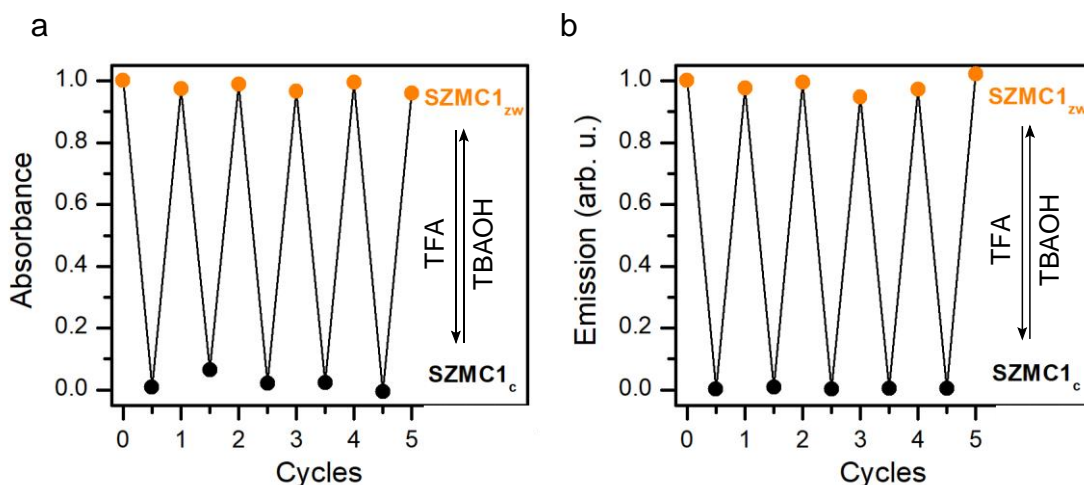 a
Absorbance
1.0
0.8
0.6
0.4
0.2
0.0
SZMC1zw
TFA
TBAOH
SZMC1c
0 1 2 3 4 5
Cycles
b
Emission (arb. u.)
1.0
0.8
0.6
0.4
0.2
0.0
SZMC1zw
TFA
TBAOH
SZMC1c
0 1 2 3 4 5
Cycles